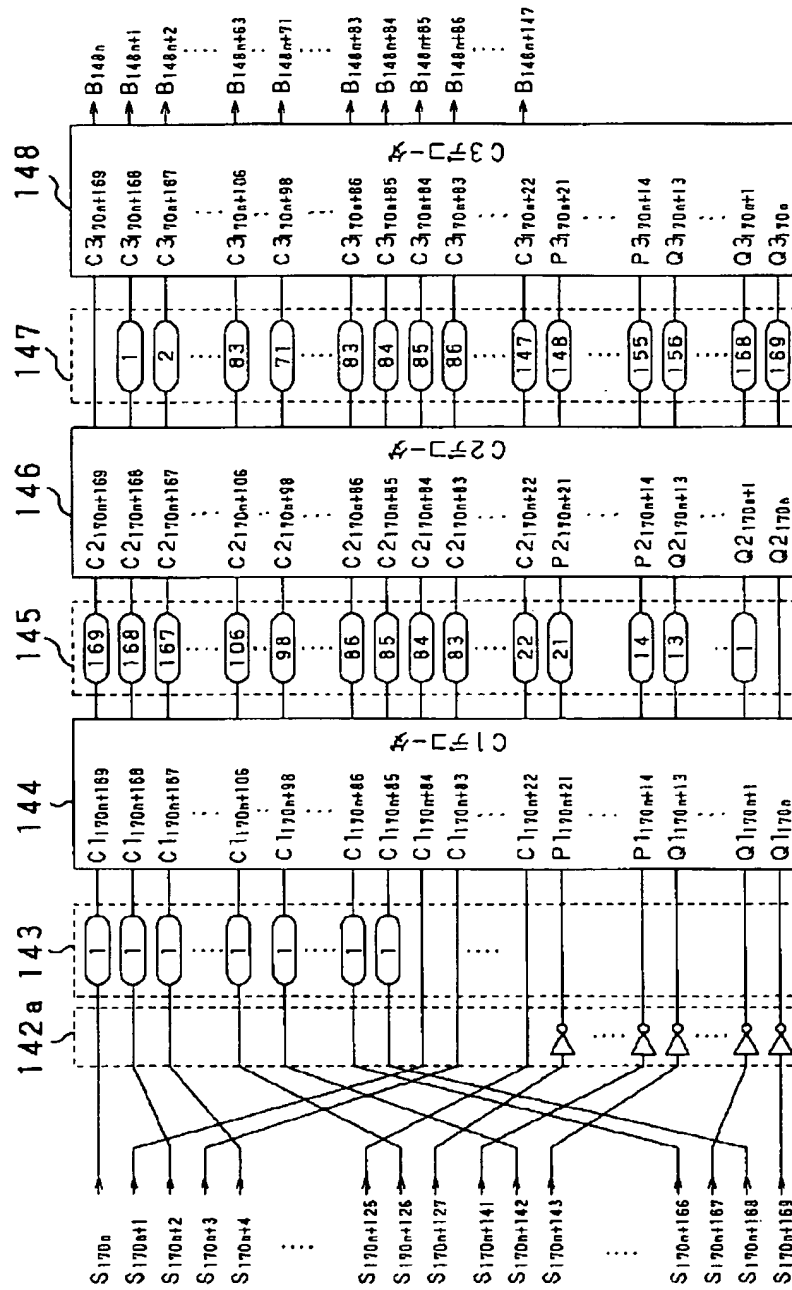 142a 143 144 145 146 147 148
S170n
S170n+1
S170n+2
S170n+3
S170n+4
....
S170n+125
S170n+126
S170n+127
S170n+141
S170n+142
S170n+143
....
S170n+166
S170n+167
S170n+168
S170n+169
1
1
1
.....
1
1
.....
1
1
....
....
....
C1170n+169
C1170n+168
C1170n+167
... ....
C1170n+106
C1170n+98
.....
C1170n+86
C1170n+85
C1170n+84
C1170n+83
... ...
C1170n+22
P1170n+21
... ...
P1170n+14
Q1170n+13
... ...
Q1170n+1
Q1170n
C1デコーダ
169
168
167
.....
106
98
.....
86
85
84
83
....
22
21
14
13
..
1
C2170n+169
C2170n+168
C2170n+167
... ....
C2170n+106
C2170n+98
.....
C2170n+86
C2170n+85
C2170n+84
C2170n+83
... ...
C2170n+22
P2170n+21
... ...
P2170n+14
Q2170n+13
... ...
Q2170n+1
Q2170n
C2デコーダ
1
2
.....
83
71
.....
83
84
85
86
....
147
148
....
155
156
....
168
169
C3170n+169
C3170n+168
C3170n+167
... ....
C3170n+106
C3170n+98
.....
C3170n+86
C3170n+85
C3170n+84
C3170n+83
... ...
C3170n+22
P3170n+21
... ...
P3170n+14
Q3170n+13
... ...
Q3170n+1
Q3170n
C3デコーダ
B148n
B148n+1
B148n+2
..... ....
B148n+63
B148n+71
.....
B148n+83
B148n+84
B148n+85
B148n+86
.....
B148n+147